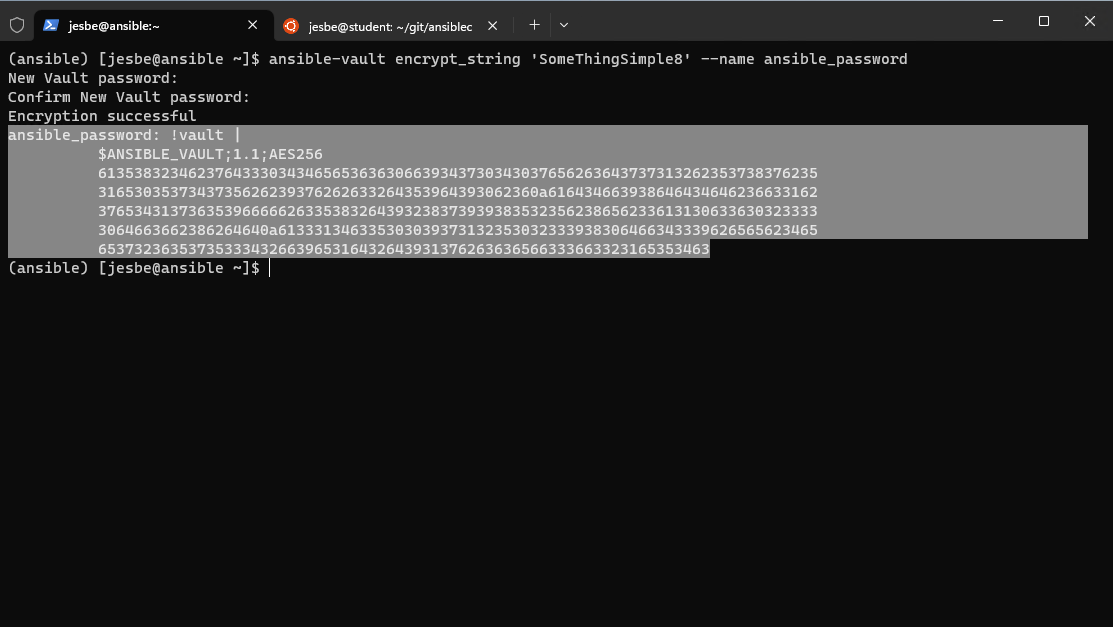 jesbe@ansible:~
jesbe@student: ~/git/ansiblec
(ansible) [jesbe@ansible ~]$ ansible-vault encrypt_string 'SomeThingSimple8' --name ansible_password
New Vault password:
Confirm New Vault password:
Encryption successful
ansible_password: !vault |
          $ANSIBLE_VAULT;1.1;AES256
          61353832346237643330343465653636306639343730343037656263643737313262353738376235
          3165303537343735626239376262633264353964393062360a616434663938646434646236633162
          37653431373635396666626335383264393238373939383532356238656233613130633630323333
          3064663662386264640a613331346335303039373132353032333938306466343339626565623465
          65373236353735333432663965316432643931376263636566333663323165353463
(ansible) [jesbe@ansible ~]$